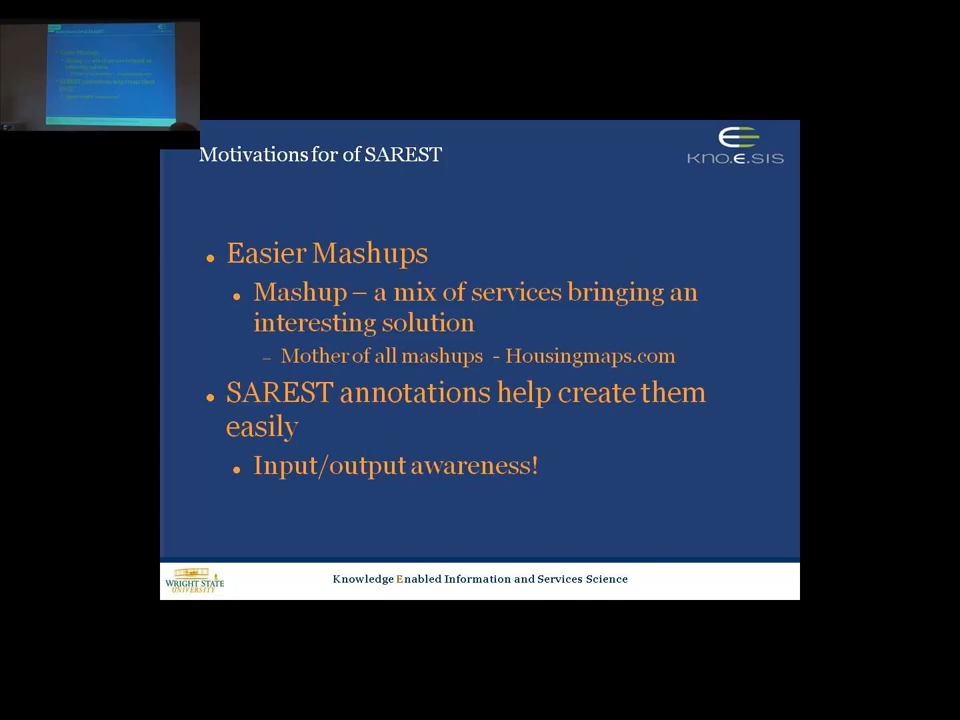 Motivations for of SAREST
kno.e.sis
Easier Mashups
Mashup – a mix of services bringing an
interesting solution
– Mother of all mashups - Housingmaps.com
SAREST annotations help create them
easily
Input/output awareness!
WRIGHT STATE
UNIVERSITY
Knowledge Enabled Information and Services Science